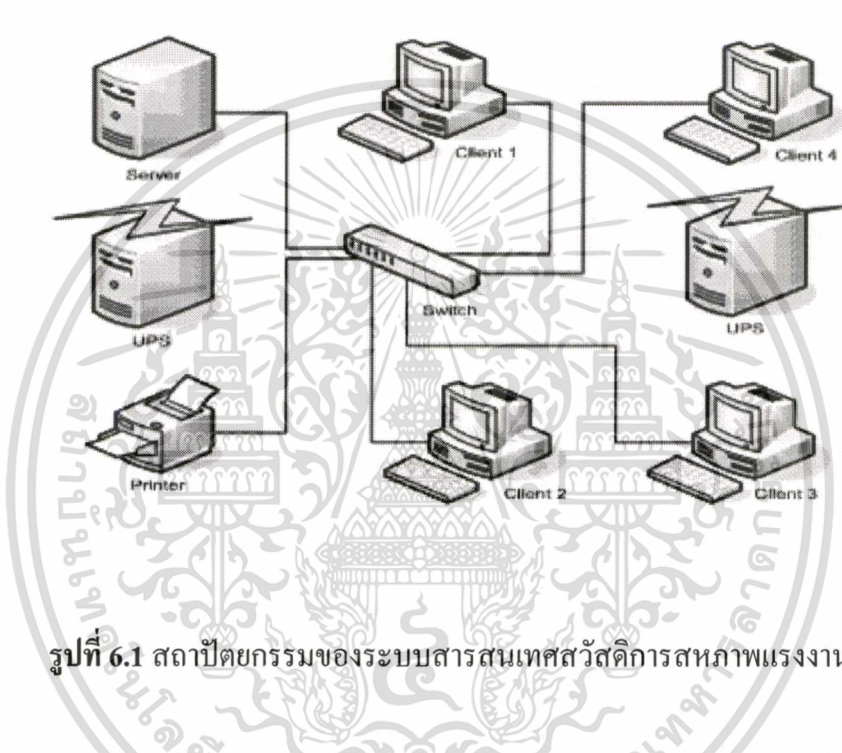 Server
Client 1
Client 4
UPS
Switch
UPS
Printer
Client 2
Client 3
รูปที่ 6.1 สถาปัตยกรรมของระบบสารสนเทศสวัสดิการสหภาพแรงงาน